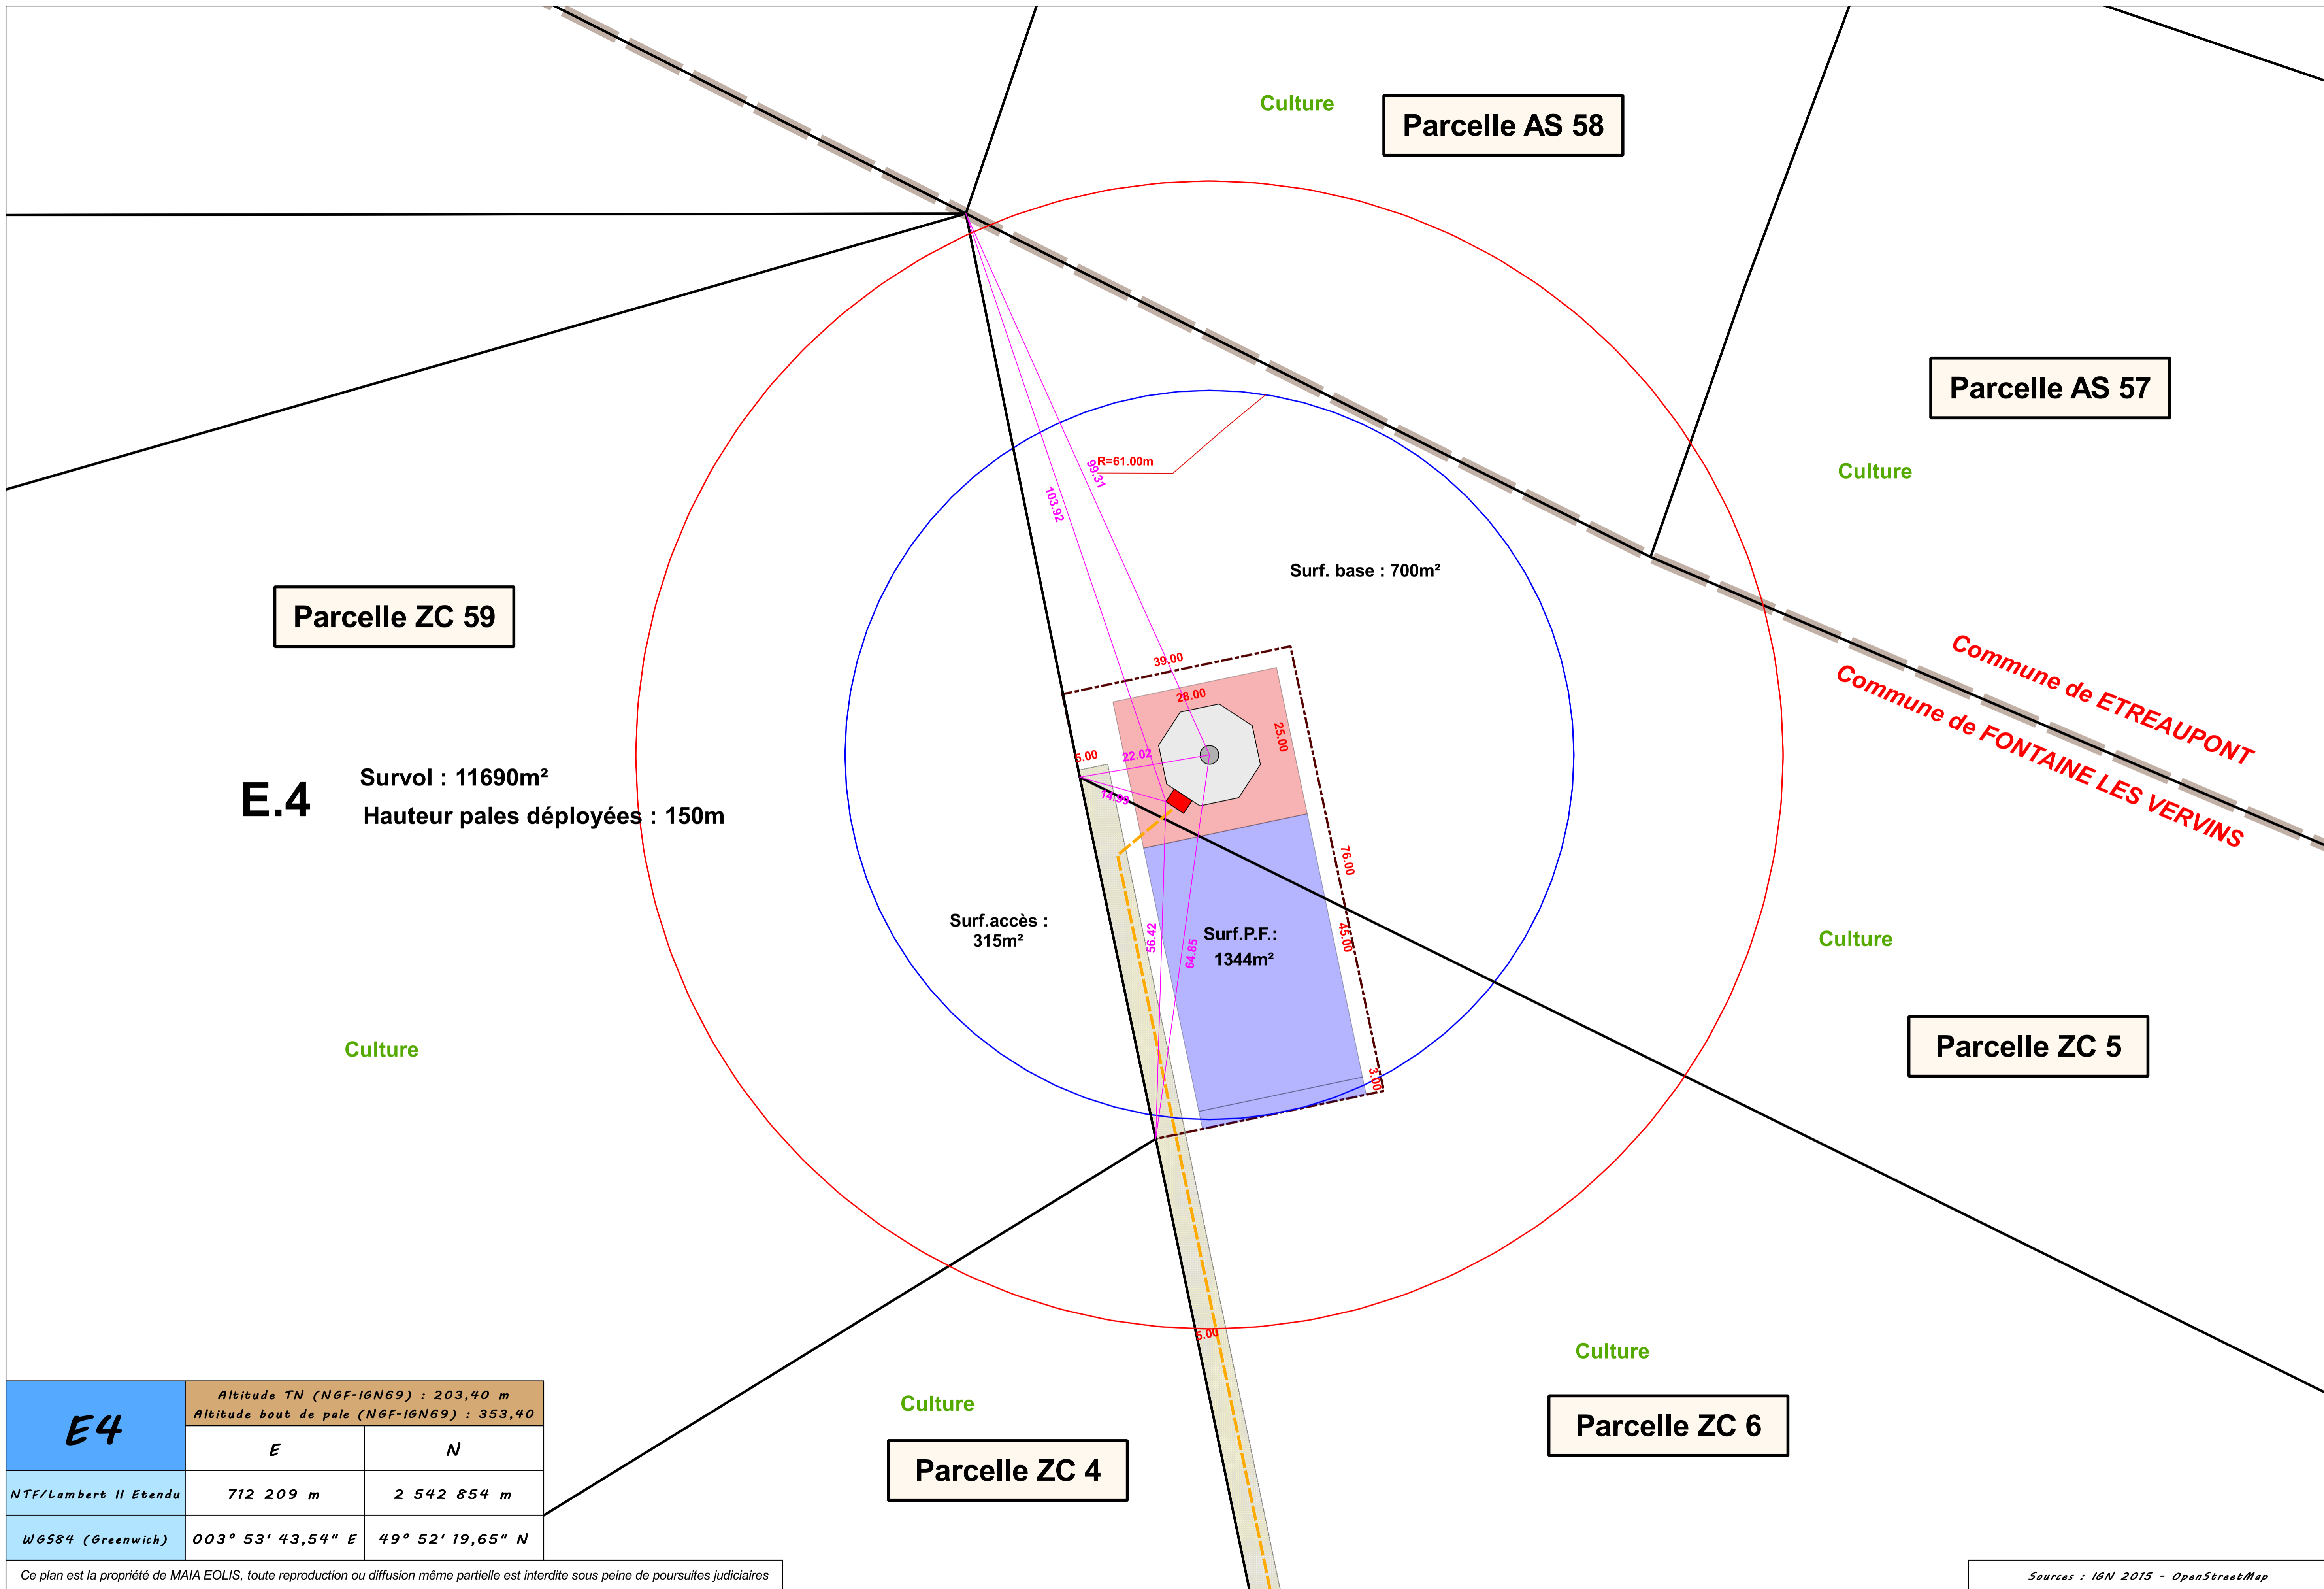 Culture
Parcelle AS 58
Parcelle AS 57
Culture
R=61.00m
99.31
103.92
Surf. base : 700m²
Parcelle ZC 59
Commune de ETREAUPONT
Commune de FONTAINE LES VERVINS
39.00
28.00
25.00
5.00
22.02
14.99
E.4
Survol : 11690m²
Hauteur pales déployées : 150m
76.00
Surf.accès :
315m²
56.42
64.85
Surf.P.F.:
1344m²
45.00
Culture
Parcelle ZC 5
Culture
3.00
5.00
Culture
Culture
Parcelle ZC 6
Parcelle ZC 4
E4
Altitude TN (NGF-IGN69) : 203,40 m
Altitude bout de pale (NGF-IGN69) : 353,40
E
N
NTF/Lambert II Etendu
712 209 m
2 542 854 m
WGS84 (Greenwich)
003° 53' 43,54" E
49° 52' 19,65" N
Ce plan est la propriété de MAIA EOLIS, toute reproduction ou diffusion même partielle est interdite sous peine de poursuites judiciaires
Sources : IGN 2015 - OpenStreetMap